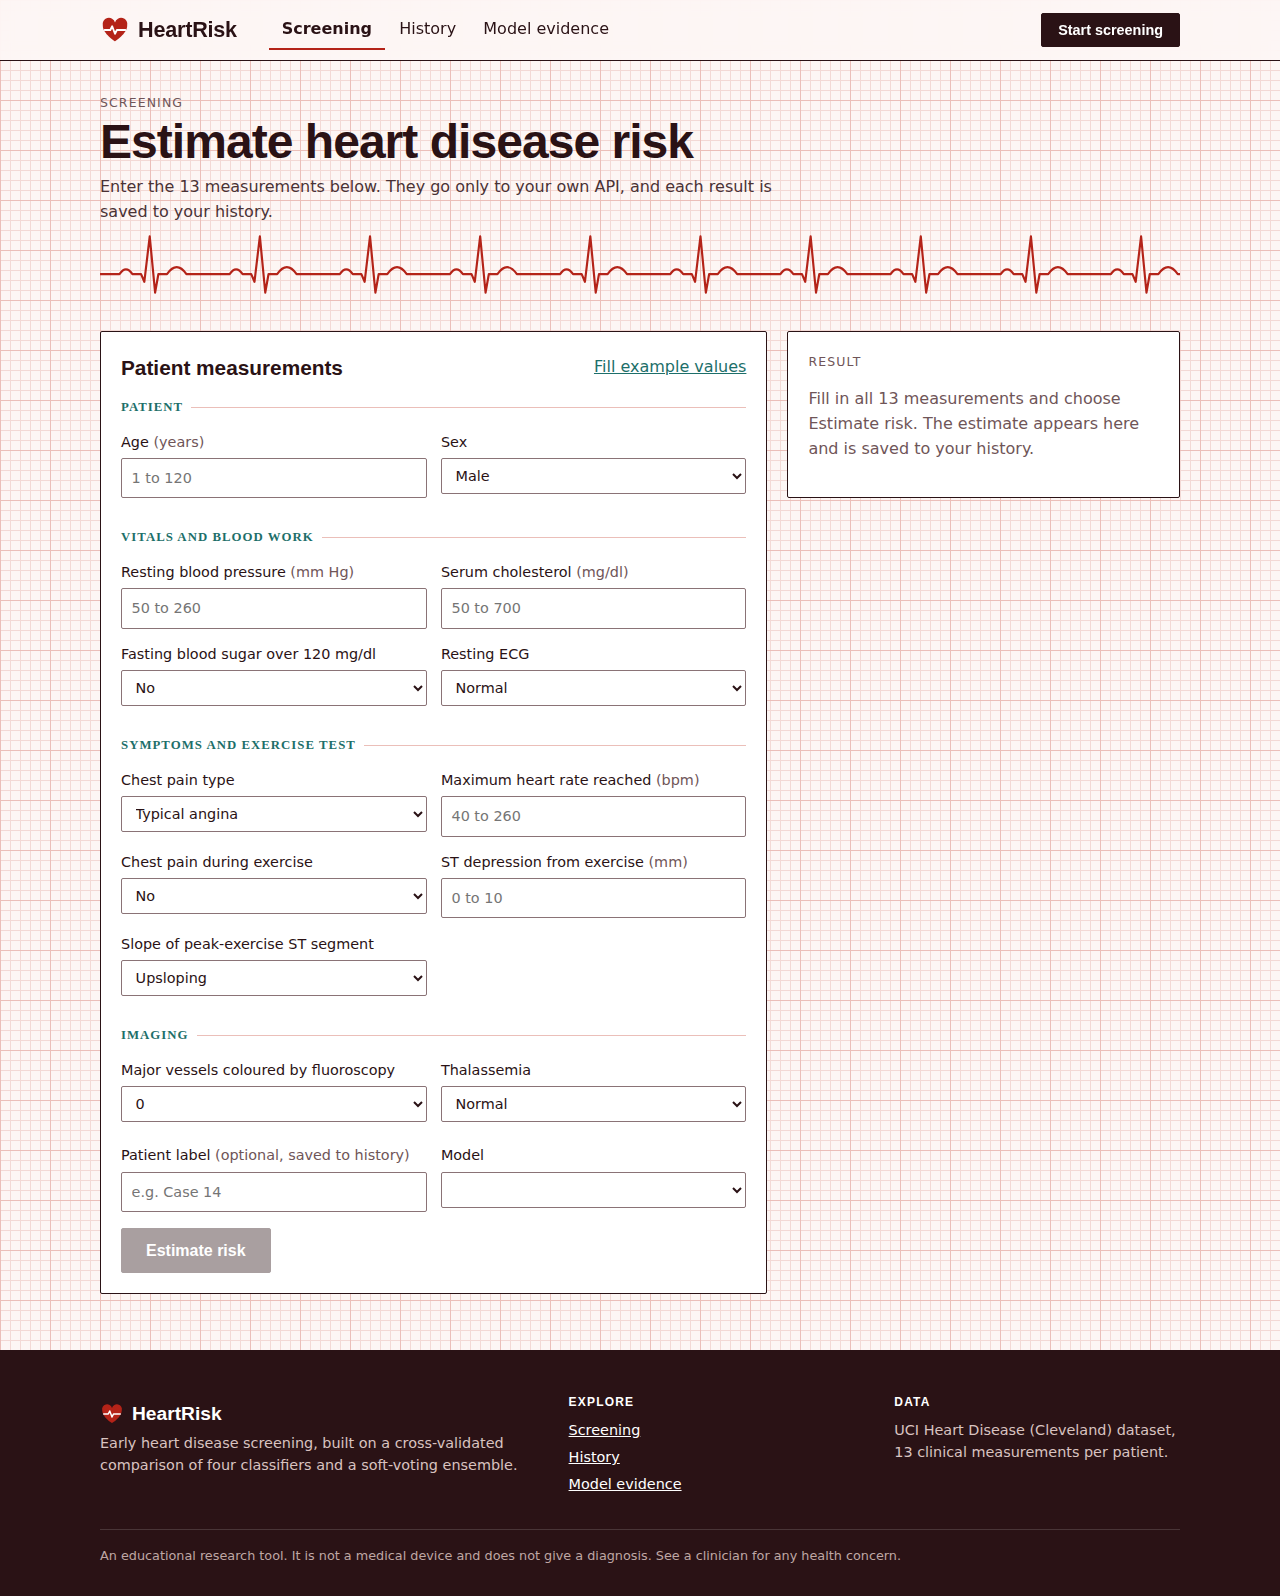 HeartRisk
Screening
History
Model evidence
Start screening
SCREENING
Estimate heart disease risk
Enter the 13 measurements below. They go only to your own API, and each result is
saved to your history.
Patient measurements
Fill example values
PATIENT
Age (years)
Sex
1 to 120
Male
VITALS AND BLOOD WORK
Resting blood pressure (mm Hg)
Serum cholesterol (mg/dl)
50 to 260
50 to 700
Fasting blood sugar over 120 mg/dl
Resting ECG
No
Normal
SYMPTOMS AND EXERCISE TEST
Chest pain type
Maximum heart rate reached (bpm)
Typical angina
40 to 260
Chest pain during exercise
ST depression from exercise (mm)
No
0 to 10
Slope of peak-exercise ST segment
Upsloping
IMAGING
Major vessels coloured by fluoroscopy
Thalassemia
0
Normal
Patient label (optional, saved to history)
Model
e.g. Case 14
Estimate risk
RESULT
Fill in all 13 measurements and choose
Estimate risk. The estimate appears here
and is saved to your history.
HeartRisk
Early heart disease screening, built on a cross-validated
comparison of four classifiers and a soft-voting ensemble.
EXPLORE
Screening
History
Model evidence
DATA
UCI Heart Disease (Cleveland) dataset,
13 clinical measurements per patient.
An educational research tool. It is not a medical device and does not give a diagnosis. See a clinician for any health concern.